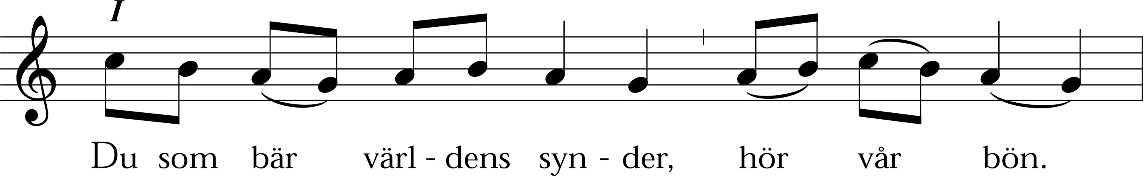 Du som bär värl - dens syn - der, hör vår bön.